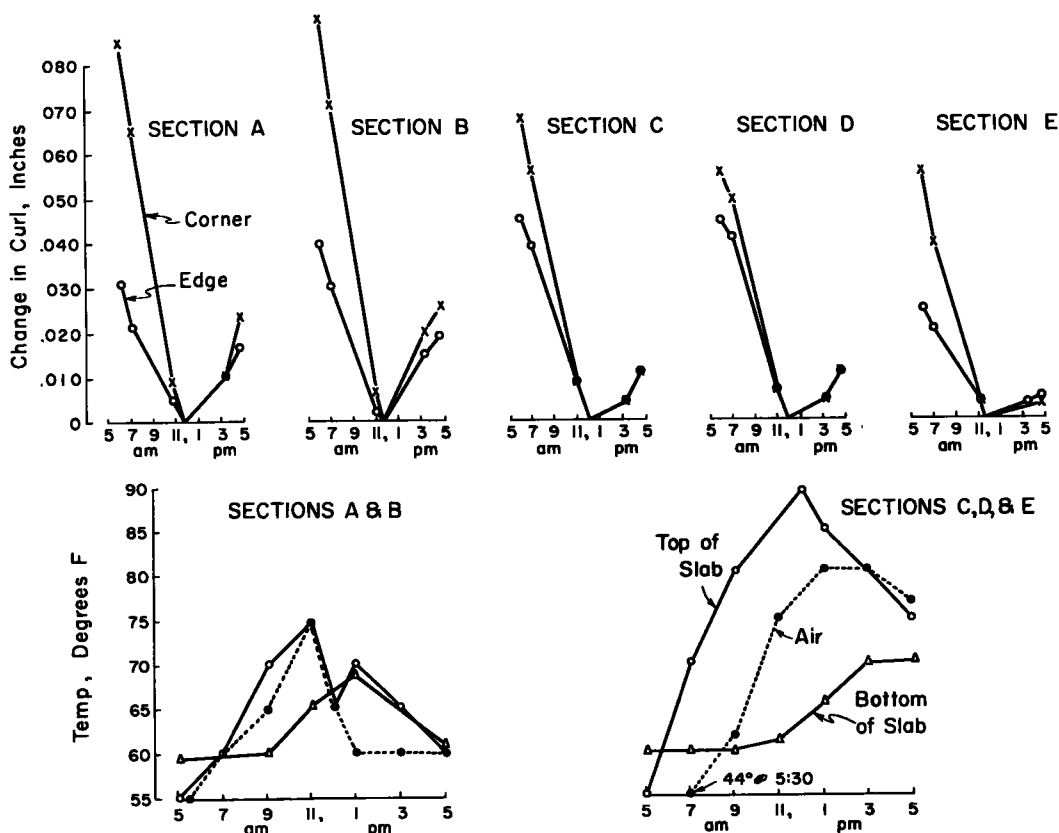 080
070
060
.050
.040
.030
.020
.010
0
Change in Curl, Inches
SECTION A
SECTION B
SECTION C
SECTION D
SECTION E
Corner
Edge
5 7 9 11, 1 3 5
am pm
5 7 9 11, 1 3 5
am pm
5 7 9 11, 1 3 5
am pm
5 7 9 11, 1 3 5
am pm
5 7 9 11, 1 3 5
am pm
SECTIONS A & B
90
85
80
75
70
65
60
55
Temp, Degrees F
5 7 9 11, 1 3 5
am pm
SECTIONS C, D, & E
Top of
Slab
Air
Bottom
of Slab
44° @ 5:30
5 7 9 11, 1 3 5
am pm